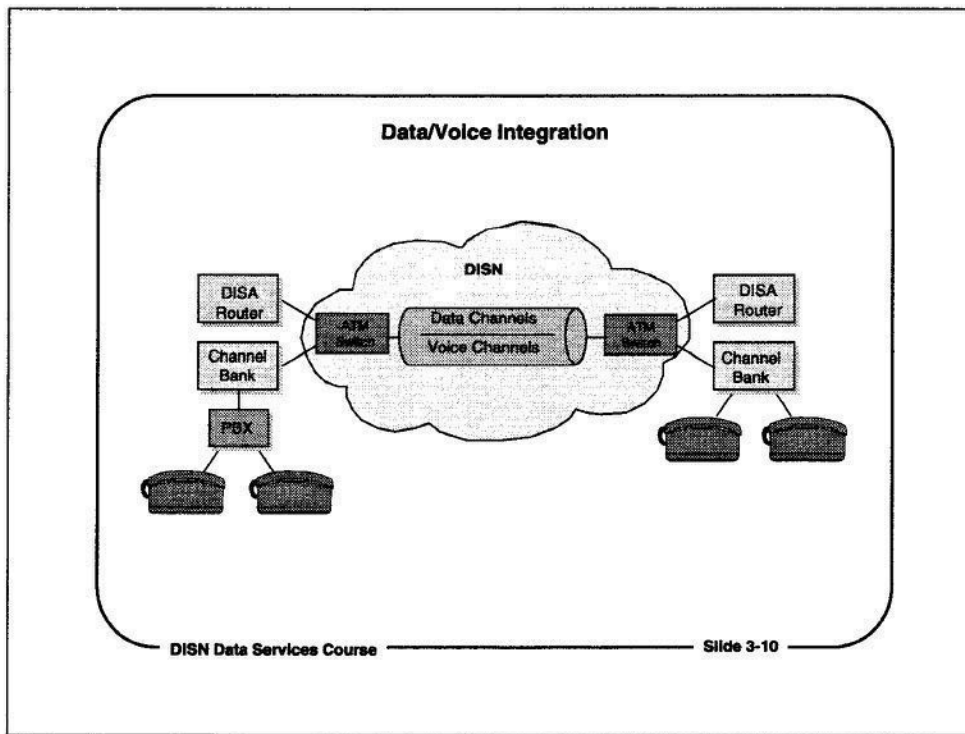 Data/Voice Integration
DISN
DISA
Router
ATM
Switch
Data Channels
Voice Channels
ATM
Switch
DISA
Router
Channel
Bank
Channel
Bank
PBX
DISN Data Services Course
Slide 3-10